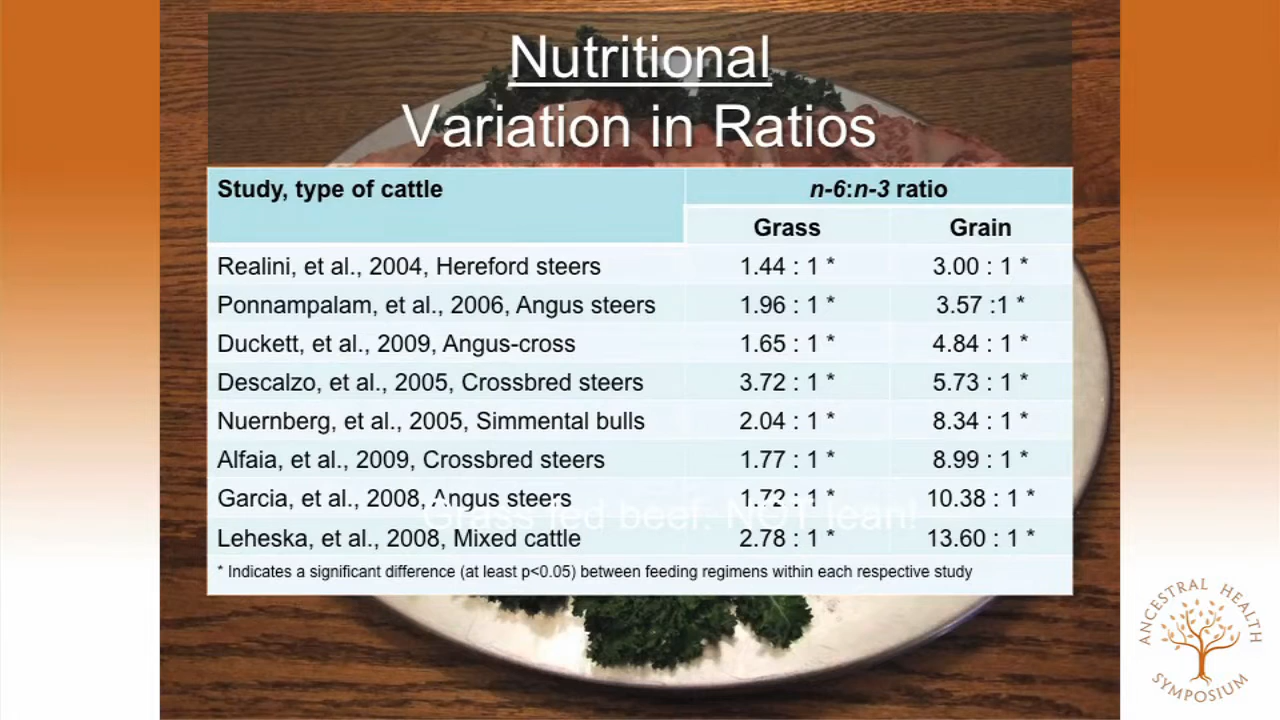 Nutritional
Variation in Ratios
Study, type of cattle
n-6:n-3 ratio
Grass Grain
Realini, et al., 2004, Hereford steers 1.44 : 1 * 3.00 : 1 *
Ponnampalam, et al., 2006, Angus steers 1.96 : 1 * 3.57 :1 *
Duckett, et al., 2009, Angus-cross 1.65 : 1 * 4.84 : 1 *
Descalzo, et al., 2005, Crossbred steers 3.72 : 1 * 5.73 : 1 *
Nuernberg, et al., 2005, Simmental bulls 2.04 : 1 * 8.34 : 1 *
Alfaia, et al., 2009, Crossbred steers 1.77 : 1 * 8.99 : 1 *
Garcia, et al., 2008, Angus steers 1.72 : 1 * 10.38 : 1 *
Grass fed beef: NOT lean!
Leheska, et al., 2008, Mixed cattle 2.78 : 1 * 13.60 : 1 *
* Indicates a significant difference (at least p<0.05) between feeding regimens within each respective study
ANCESTRAL HEALTH
SYMPOSIUM